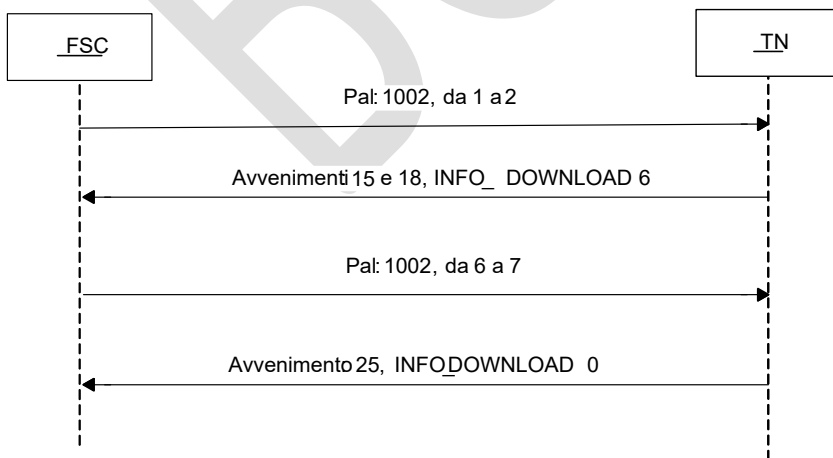 FSC
TN
Pal: 1002, da 1 a 2
Avvenimenti 15 e 18, INFO_ DOWNLOAD 6
Pal: 1002, da 6 a 7
Avvenimento 25, INFO_DOWNLOAD 0